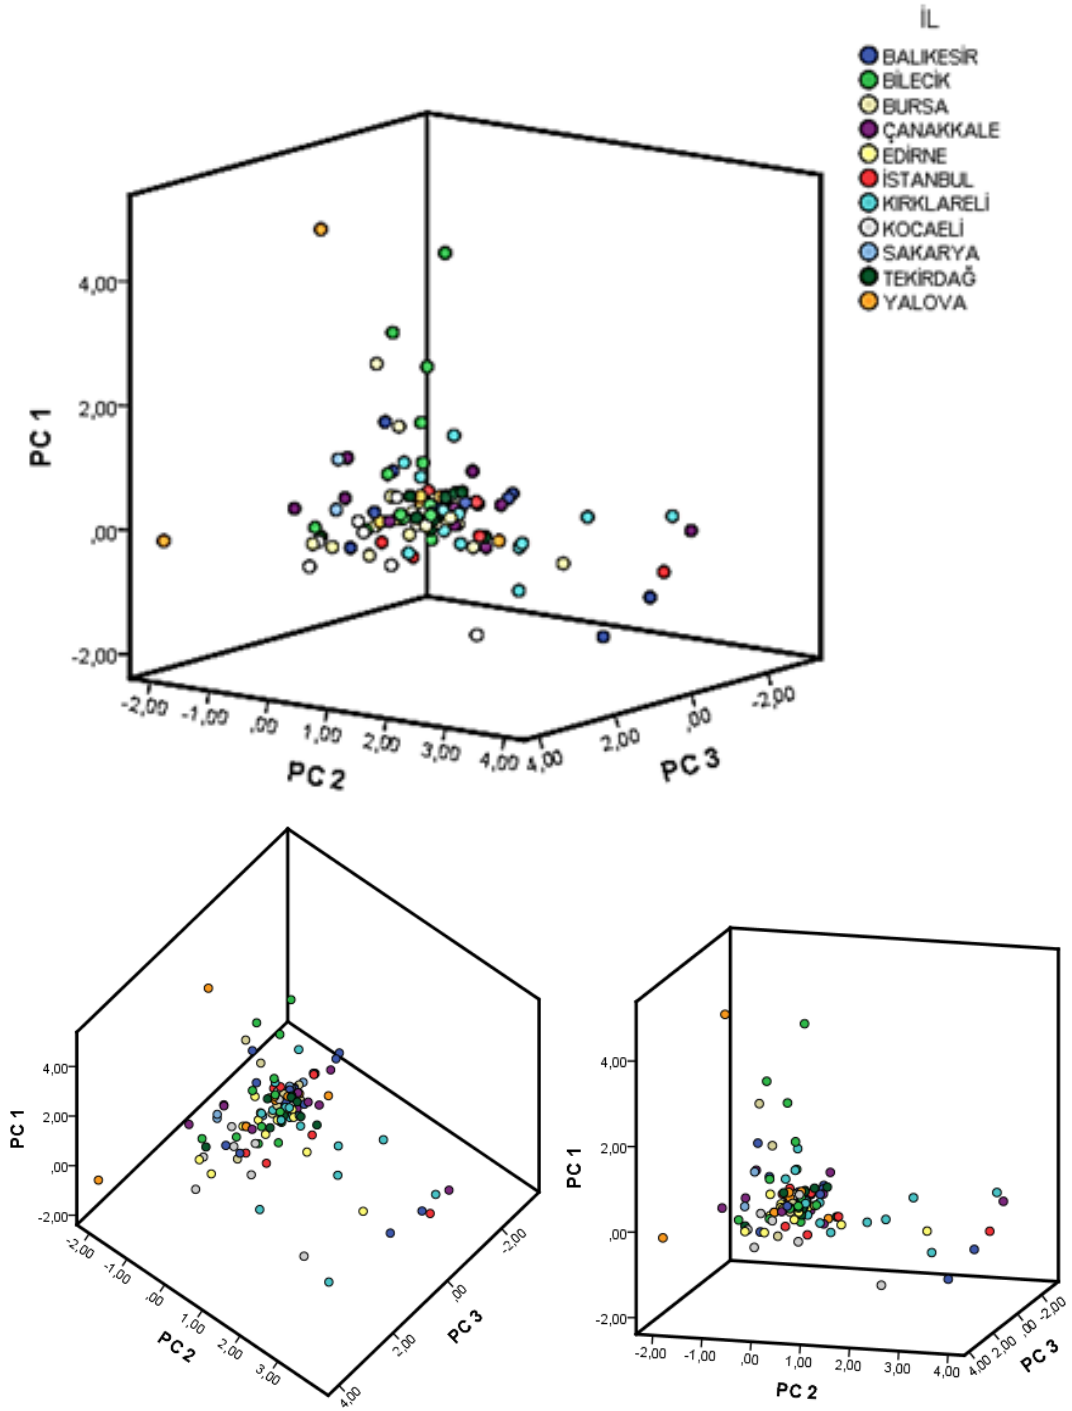 İL
BALIKESİR
BİLECİK
BURSA
ÇANAKKALE
EDİRNE
İSTANBUL
KIRKLARELİ
KOCAELİ
SAKARYA
TEKİRDAĞ
YALOVA
PC 1
4,00
2,00
,00
-2,00
-2,00 -1,00 ,00 1,00 2,00 3,00 4,00
PC 2
4,00 2,00 ,00 -2,00
PC 3
PC 1
4,00
2,00
,00
-2,00
-2,00 -1,00 ,00 1,00 2,00 3,00
PC 2
4,00 2,00 ,00 -2,00
PC 3
PC 1
4,00
2,00
,00
-2,00
-2,00 -1,00 ,00 1,00 2,00 3,00 4,00
PC 2
4,00 2,00 ,00 -2,00
PC 3